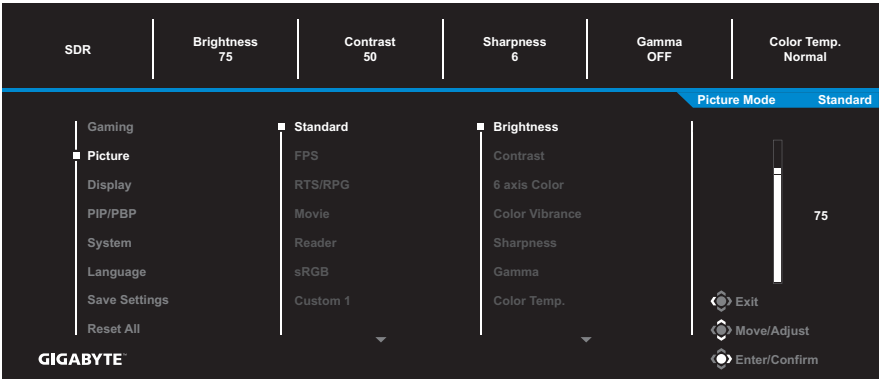 SDR
Brightness
75
Contrast
50
Sharpness
6
Gamma
OFF
Color Temp.
Normal
Picture Mode Standard
Gaming
Picture
Display
PIP/PBP
System
Language
Save Settings
Reset All
Standard
FPS
RTS/RPG
Movie
Reader
sRGB
Custom 1
Brightness
Contrast
6 axis Color
Color Vibrance
Sharpness
Gamma
Color Temp.
75
Exit
Move/Adjust
Enter/Confirm
GIGABYTE™